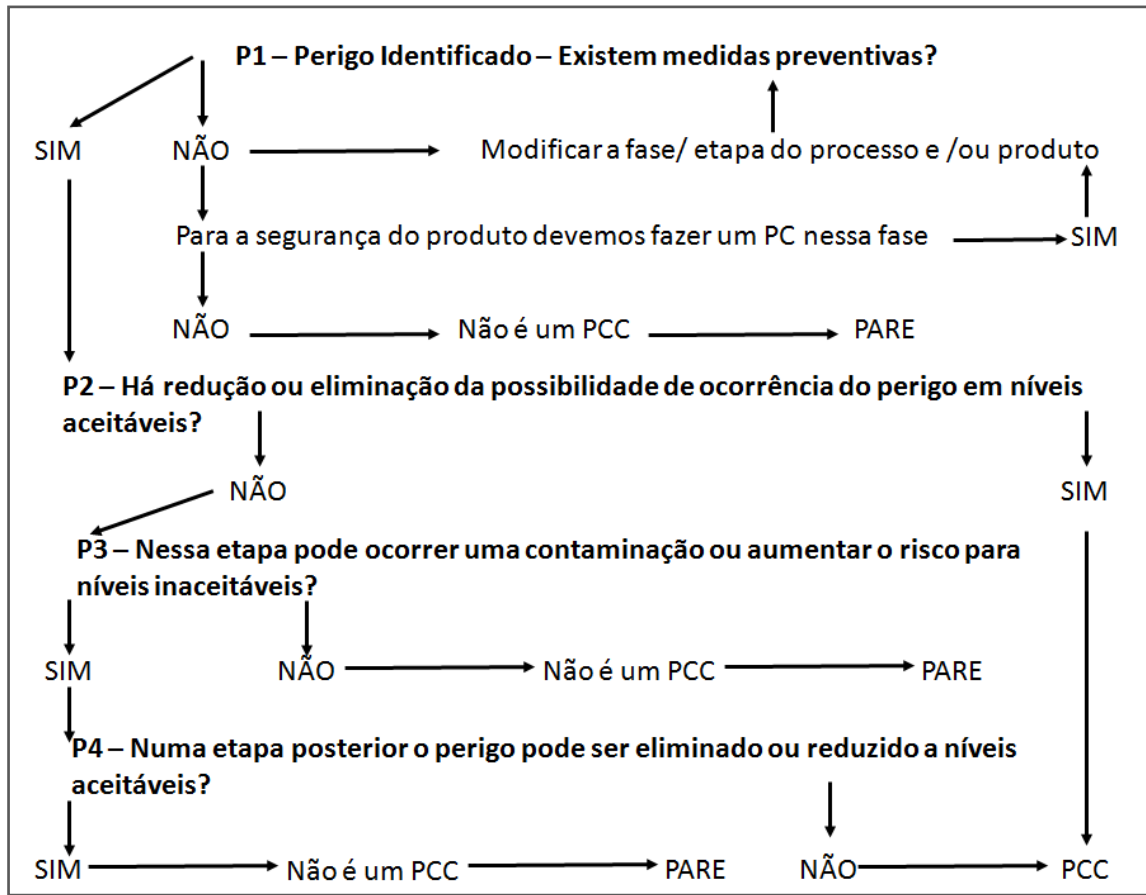 P1 – Perigo Identificado – Existem medidas preventivas?
SIM NÃO Modificar a fase/ etapa do processo e /ou produto
Para a segurança do produto devemos fazer um PC nessa fase SIM
NÃO Não é um PCC PARE
P2 – Há redução ou eliminação da possibilidade de ocorrência do perigo em níveis
aceitáveis?
NÃO SIM
P3 – Nessa etapa pode ocorrer uma contaminação ou aumentar o risco para
níveis inaceitáveis?
SIM NÃO Não é um PCC PARE
P4 – Numa etapa posterior o perigo pode ser eliminado ou reduzido a níveis
aceitáveis?
SIM Não é um PCC PARE NÃO PCC